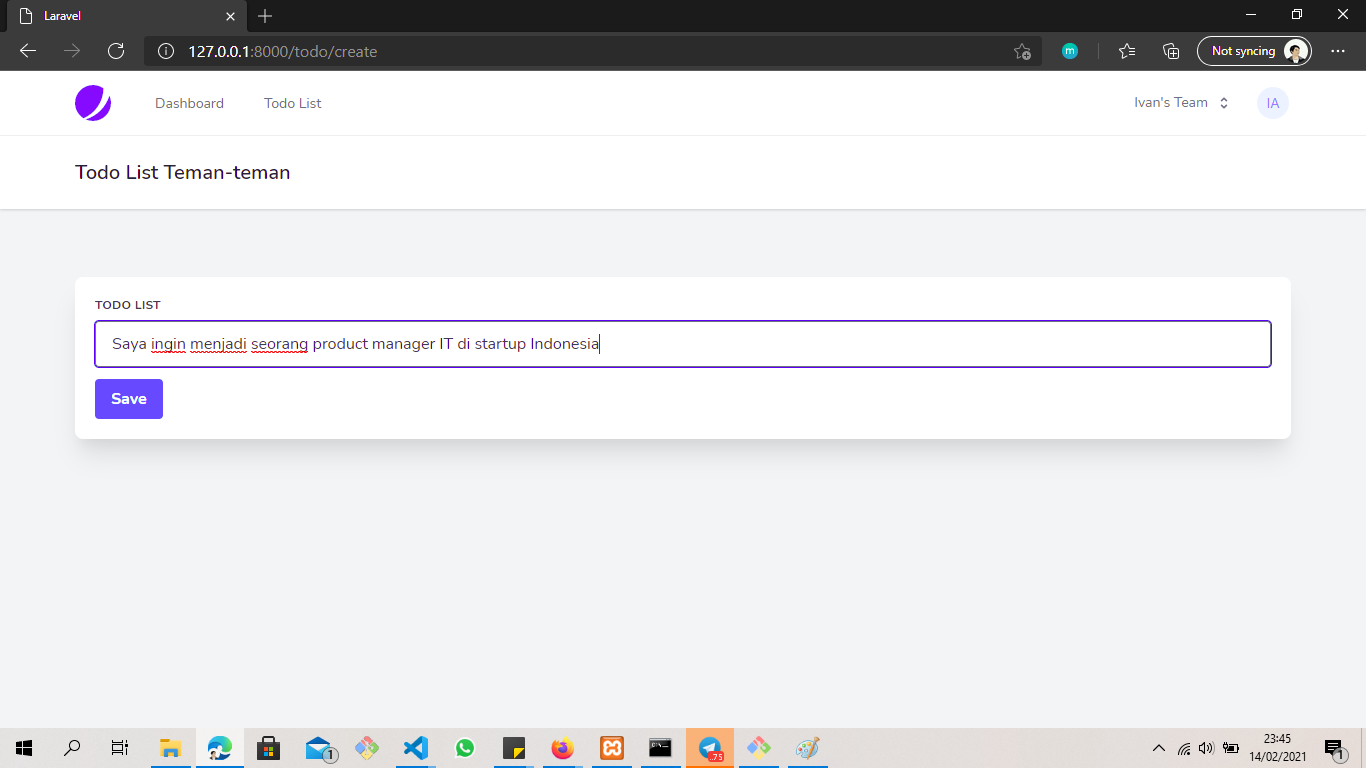 Laravel
127.0.0.1:8000/todo/create
m
Not syncing
Dashboard
Todo List
Ivan's Team
IA
Todo List Teman-teman
TODO LIST
Saya ingin menjadi seorang product manager IT di startup Indonesia
Save
1
..75
23:45
14/02/2021
1